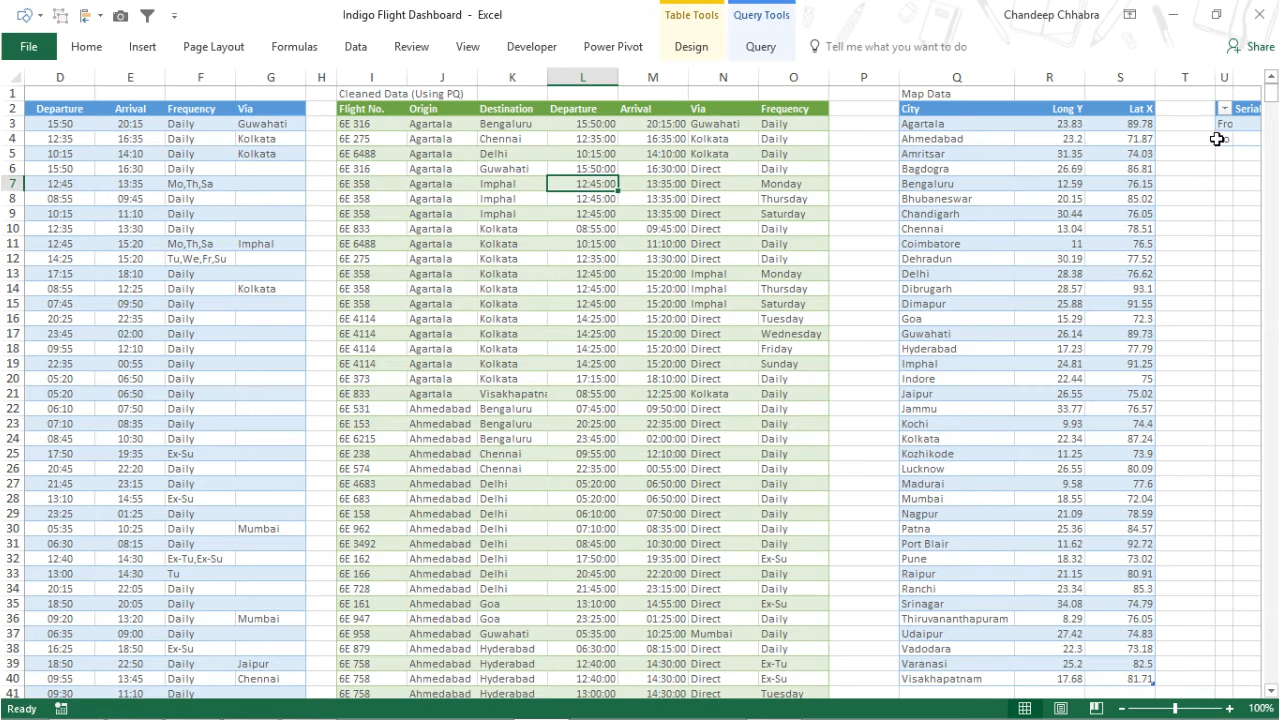 Indigo Flight Dashboard - Excel
Table Tools
Query Tools
Chandeep Chhabra
File Home Insert Page Layout Formulas Data Review View Developer Power Pivot Design Query Tell me what you want to do Share
D E F G H I J K L M N O P Q R S T U
1 Cleaned Data (Using PQ) Map Data
2 Departure Arrival Frequency Via Flight No. Origin Destination Departure Arrival Via Frequency City Long Y Lat X Serial
3 15:50 20:15 Daily Guwahati 6E 316 Agartala Bengaluru 15:50:00 20:15:00 Guwahati Daily Agartala 23.83 89.78 Fro
4 12:35 16:35 Daily Kolkata 6E 275 Agartala Chennai 12:35:00 16:35:00 Kolkata Daily Ahmedabad 23.2 71.87
5 10:15 14:10 Daily Kolkata 6E 6488 Agartala Delhi 10:15:00 14:10:00 Kolkata Daily Amritsar 31.35 74.03
6 15:50 16:30 Daily 6E 316 Agartala Guwahati 15:50:00 16:30:00 Direct Daily Bagdogra 26.69 86.81
7 12:45 13:35 Mo,Th,Sa 6E 358 Agartala Imphal 12:45:00 13:35:00 Direct Monday Bengaluru 12.59 76.15
8 08:55 09:45 Daily 6E 358 Agartala Imphal 12:45:00 13:35:00 Direct Thursday Bhubaneswar 20.15 85.02
9 10:15 11:10 Daily 6E 358 Agartala Imphal 12:45:00 13:35:00 Direct Saturday Chandigarh 30.44 76.05
10 12:35 13:30 Daily 6E 833 Agartala Kolkata 08:55:00 09:45:00 Direct Daily Chennai 13.04 78.51
11 12:45 15:20 Mo,Th,Sa Imphal 6E 6488 Agartala Kolkata 10:15:00 11:10:00 Direct Daily Coimbatore 11 76.5
12 14:25 15:20 Tu,We,Fr,Su 6E 275 Agartala Kolkata 12:35:00 13:30:00 Direct Daily Dehradun 30.19 77.52
13 17:15 18:10 Daily 6E 358 Agartala Kolkata 12:45:00 15:20:00 Imphal Monday Delhi 28.38 76.62
14 08:55 12:25 Daily Kolkata 6E 358 Agartala Kolkata 12:45:00 15:20:00 Imphal Thursday Dibrugarh 28.57 93.1
15 07:45 09:50 Daily 6E 358 Agartala Kolkata 12:45:00 15:20:00 Imphal Saturday Dimapur 25.88 91.55
16 20:25 22:35 Daily 6E 4114 Agartala Kolkata 14:25:00 15:20:00 Direct Tuesday Goa 15.29 72.3
17 23:45 02:00 Daily 6E 4114 Agartala Kolkata 14:25:00 15:20:00 Direct Wednesday Guwahati 26.14 89.73
18 09:55 12:10 Daily 6E 4114 Agartala Kolkata 14:25:00 15:20:00 Direct Friday Hyderabad 17.23 77.79
19 22:35 00:55 Daily 6E 4114 Agartala Kolkata 14:25:00 15:20:00 Direct Sunday Imphal 24.81 91.25
20 05:20 06:50 Daily 6E 373 Agartala Kolkata 17:15:00 18:10:00 Direct Daily Indore 22.44 75
21 05:20 06:50 Daily 6E 833 Agartala Visakhapatna 08:55:00 12:25:00 Kolkata Daily Jaipur 26.55 75.02
22 06:10 07:50 Daily 6E 531 Ahmedabad Bengaluru 07:45:00 09:50:00 Direct Daily Jammu 33.77 76.57
23 07:10 08:35 Daily 6E 153 Ahmedabad Bengaluru 20:25:00 22:35:00 Direct Daily Kochi 9.93 74.4
24 08:45 10:30 Daily 6E 6215 Ahmedabad Bengaluru 23:45:00 02:00:00 Direct Daily Kolkata 22.34 87.24
25 17:50 19:35 Ex-Su 6E 238 Ahmedabad Chennai 09:55:00 12:10:00 Direct Daily Kozhikode 11.25 73.9
26 20:45 22:20 Daily 6E 574 Ahmedabad Chennai 22:35:00 00:55:00 Direct Daily Lucknow 26.55 80.09
27 21:45 23:15 Daily 6E 4683 Ahmedabad Delhi 05:20:00 06:50:00 Direct Daily Madurai 9.58 77.6
28 13:10 14:55 Ex-Su 6E 683 Ahmedabad Delhi 05:20:00 06:50:00 Direct Daily Mumbai 18.55 72.04
29 23:25 01:25 Daily 6E 158 Ahmedabad Delhi 06:10:00 07:50:00 Direct Daily Nagpur 21.09 78.59
30 05:35 10:25 Daily Mumbai 6E 962 Ahmedabad Delhi 07:10:00 08:35:00 Direct Daily Patna 25.36 84.57
31 06:30 08:15 Daily 6E 3492 Ahmedabad Delhi 08:45:00 10:30:00 Direct Daily Port Blair 11.62 92.72
32 12:40 14:30 Ex-Tu,Ex-Su 6E 238 Ahmedabad Delhi 17:50:00 19:35:00 Direct Ex-Su Pune 18.32 73.02
33 13:00 14:30 Tu 6E 166 Ahmedabad Delhi 20:45:00 22:20:00 Direct Daily Raipur 21.15 80.91
34 20:15 22:05 Daily 6E 728 Ahmedabad Delhi 21:45:00 23:15:00 Direct Daily Ranchi 23.34 85.3
35 18:50 20:05 Daily 6E 161 Ahmedabad Goa 13:10:00 14:55:00 Direct Ex-Su Srinagar 34.08 74.79
36 09:20 13:20 Daily Mumbai 6E 947 Ahmedabad Goa 23:25:00 01:25:00 Direct Daily Thiruvananthapuram 8.29 76.05
37 06:35 09:00 Daily 6E 958 Ahmedabad Guwahati 05:35:00 10:25:00 Mumbai Daily Udaipur 27.42 74.83
38 16:25 18:50 Ex-Su 6E 879 Ahmedabad Hyderabad 06:30:00 08:15:00 Direct Daily Vadodara 22.3 73.18
39 18:50 22:50 Daily Jaipur 6E 758 Ahmedabad Hyderabad 12:40:00 14:30:00 Direct Ex-Tu Varanasi 25.2 82.5
40 09:55 13:45 Daily Chennai 6E 758 Ahmedabad Hyderabad 12:40:00 14:30:00 Direct Ex-Su Visakhapatnam 17.68 81.71
41 09:30 11:10 Daily 6E 758 Ahmedabad Hyderabad 13:00:00 14:30:00 Direct Tuesday
Ready 100%